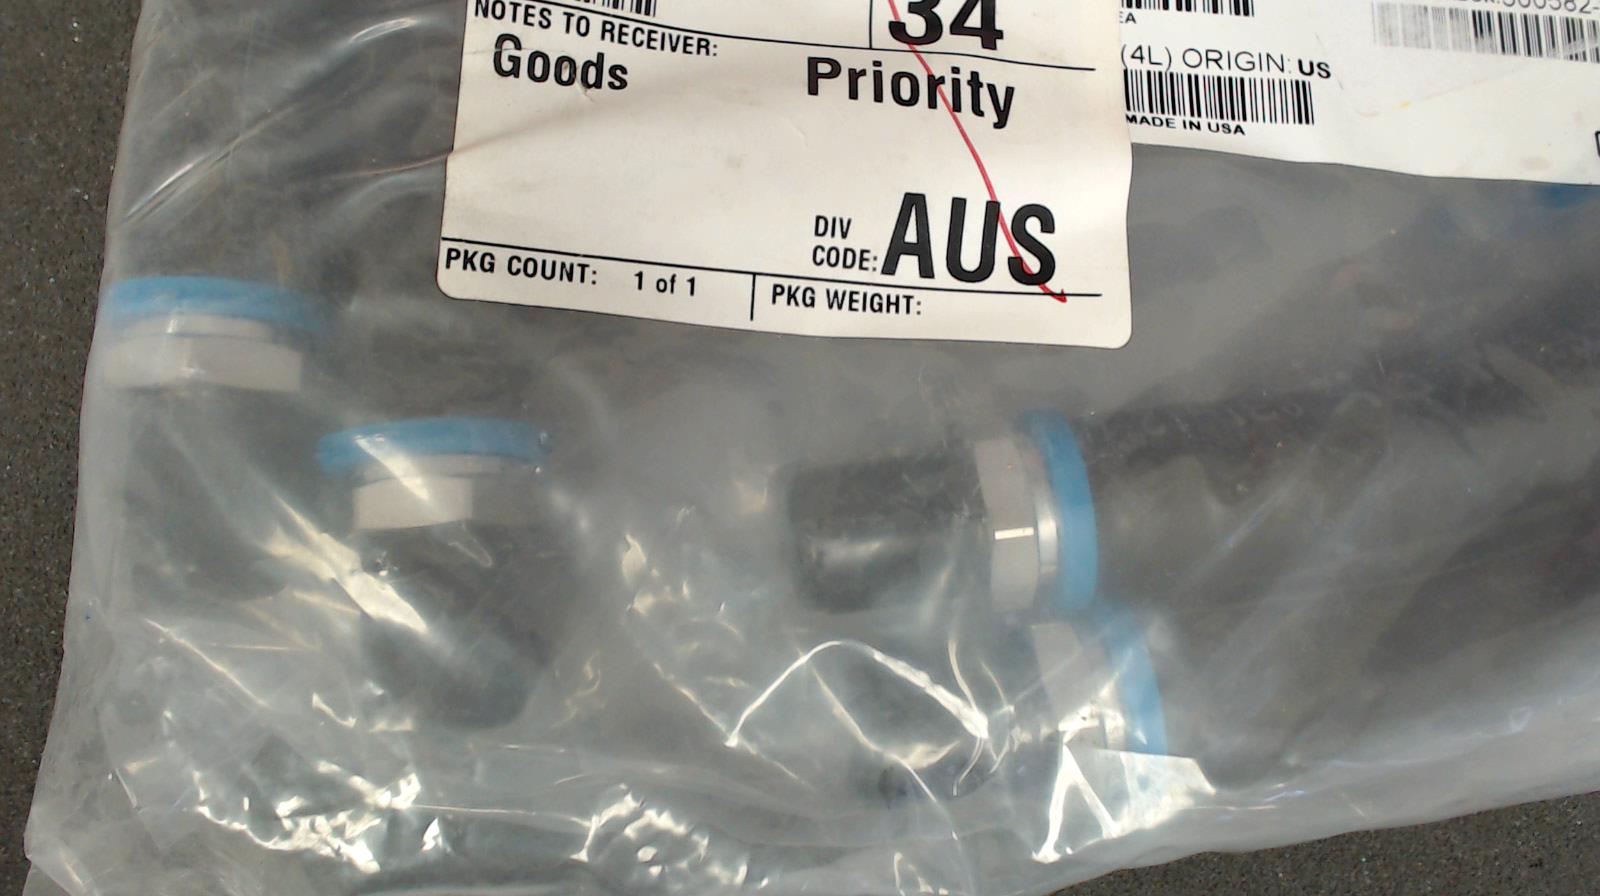 34
NOTES TO RECEIVER:
Goods
Priority
DIV
CODE: AUS
PKG COUNT: 1 of 1
PKG WEIGHT:
EA
(4L) ORIGIN: US
MADE IN USA